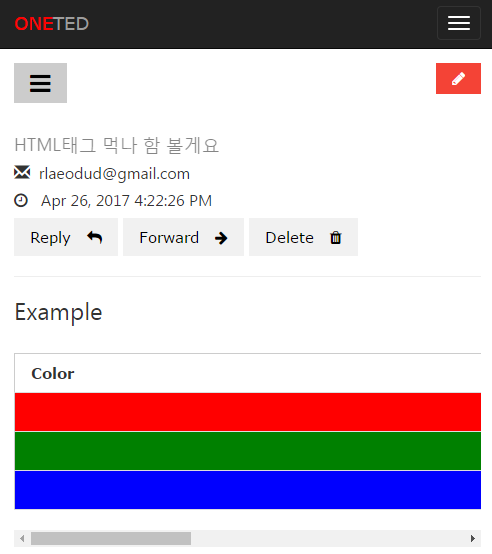 ONETED
HTML태그 먹나 함 볼게요
rlaeodud@gmail.com
Apr 26, 2017 4:22:26 PM
Reply Forward Delete
Example
Color